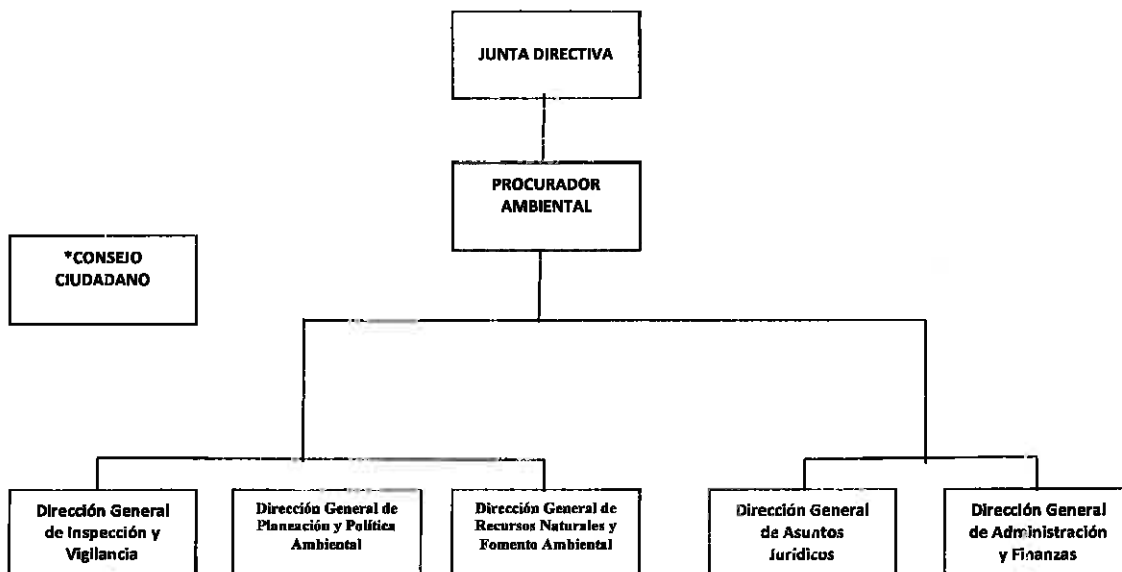 JUNTA DIRECTIVA
PROCURADOR
AMBIENTAL
*CONSEJO
CIUDADANO
Dirección General
de Inspección y
Vigilancia
Dirección General de
Planeación y Política
Ambiental
Dirección General de
Recursos Naturales y
Fomento Ambiental
Dirección General
de Asuntos
Jurídicos
Dirección General
de Administración
y Finanzas